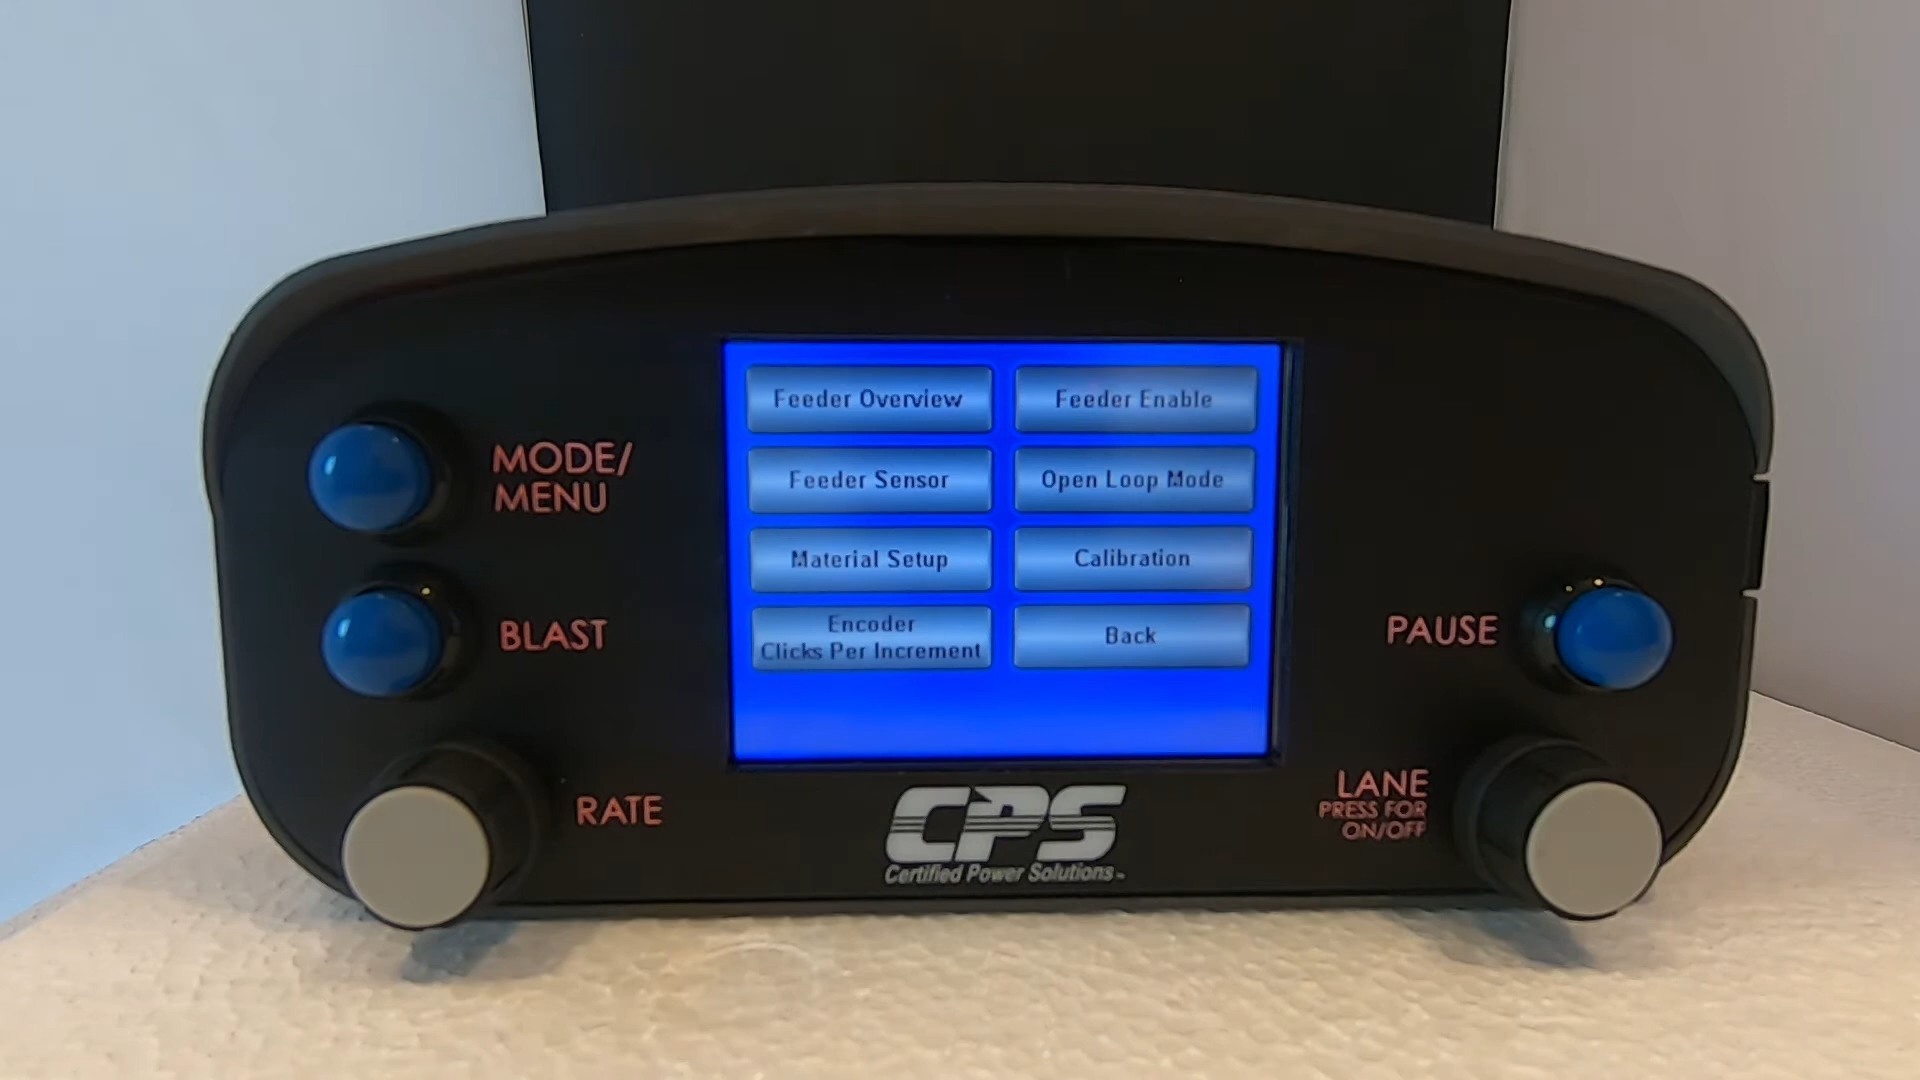 Feeder Overview
Feeder Enable
Feeder Sensor
Open Loop Mode
Material Setup
Calibration
Encoder
Clicks Per Increment
Back
MODE/
MENU
BLAST
RATE
PAUSE
LANE
PRESS FOR
ON/OFF
CPS
Certified Power Solutions™